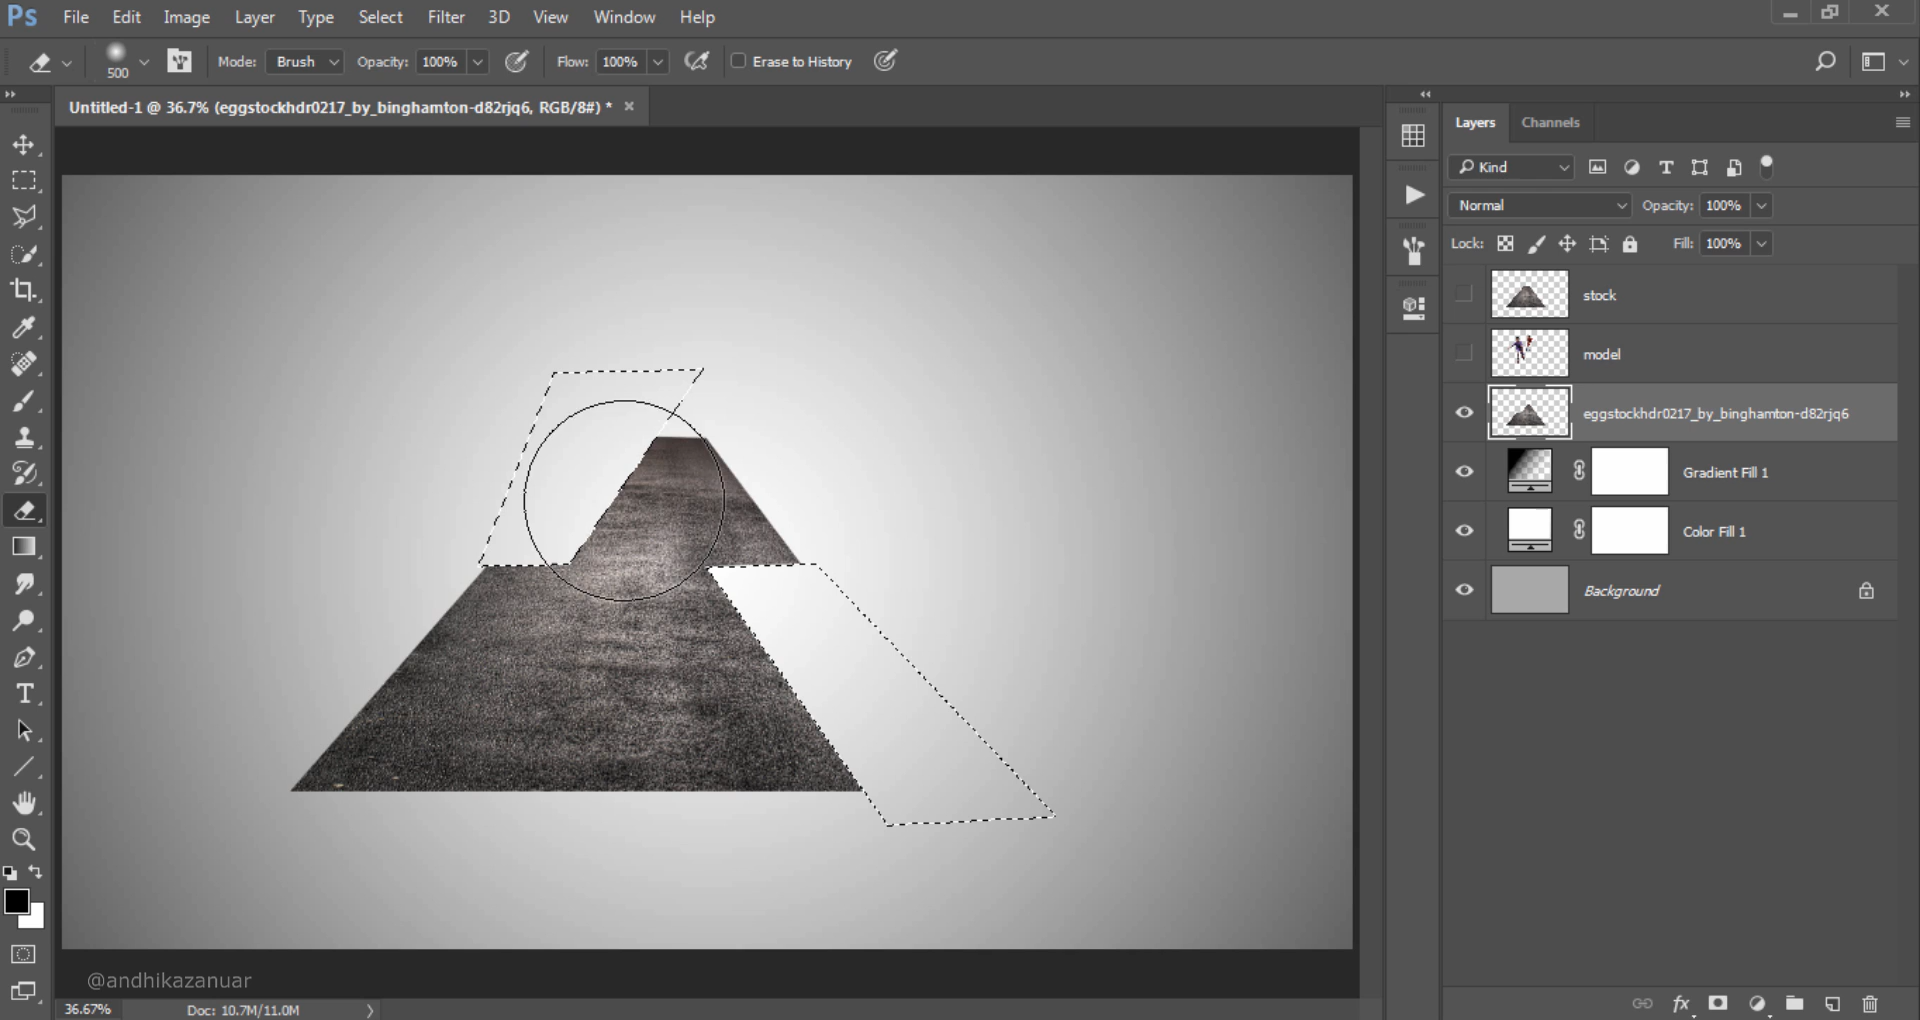 Ps File Edit Image Layer Type Select Filter 3D View Window Help
500 Mode: Brush Opacity: 100% Flow: 100% Erase to History
Untitled-1 @ 36.7% (eggstockhdr0217_by_binghamton-d82rjq6, RGB/8#) * ×
Layers Channels
Kind
Normal Opacity: 100%
Lock: Fill: 100%
stock
model
eggstockhdr0217_by_binghamton-d82rjq6
Gradient Fill 1
Color Fill 1
Background
@andhikazanuar
36.67% Doc: 10.7M/11.0M
fx